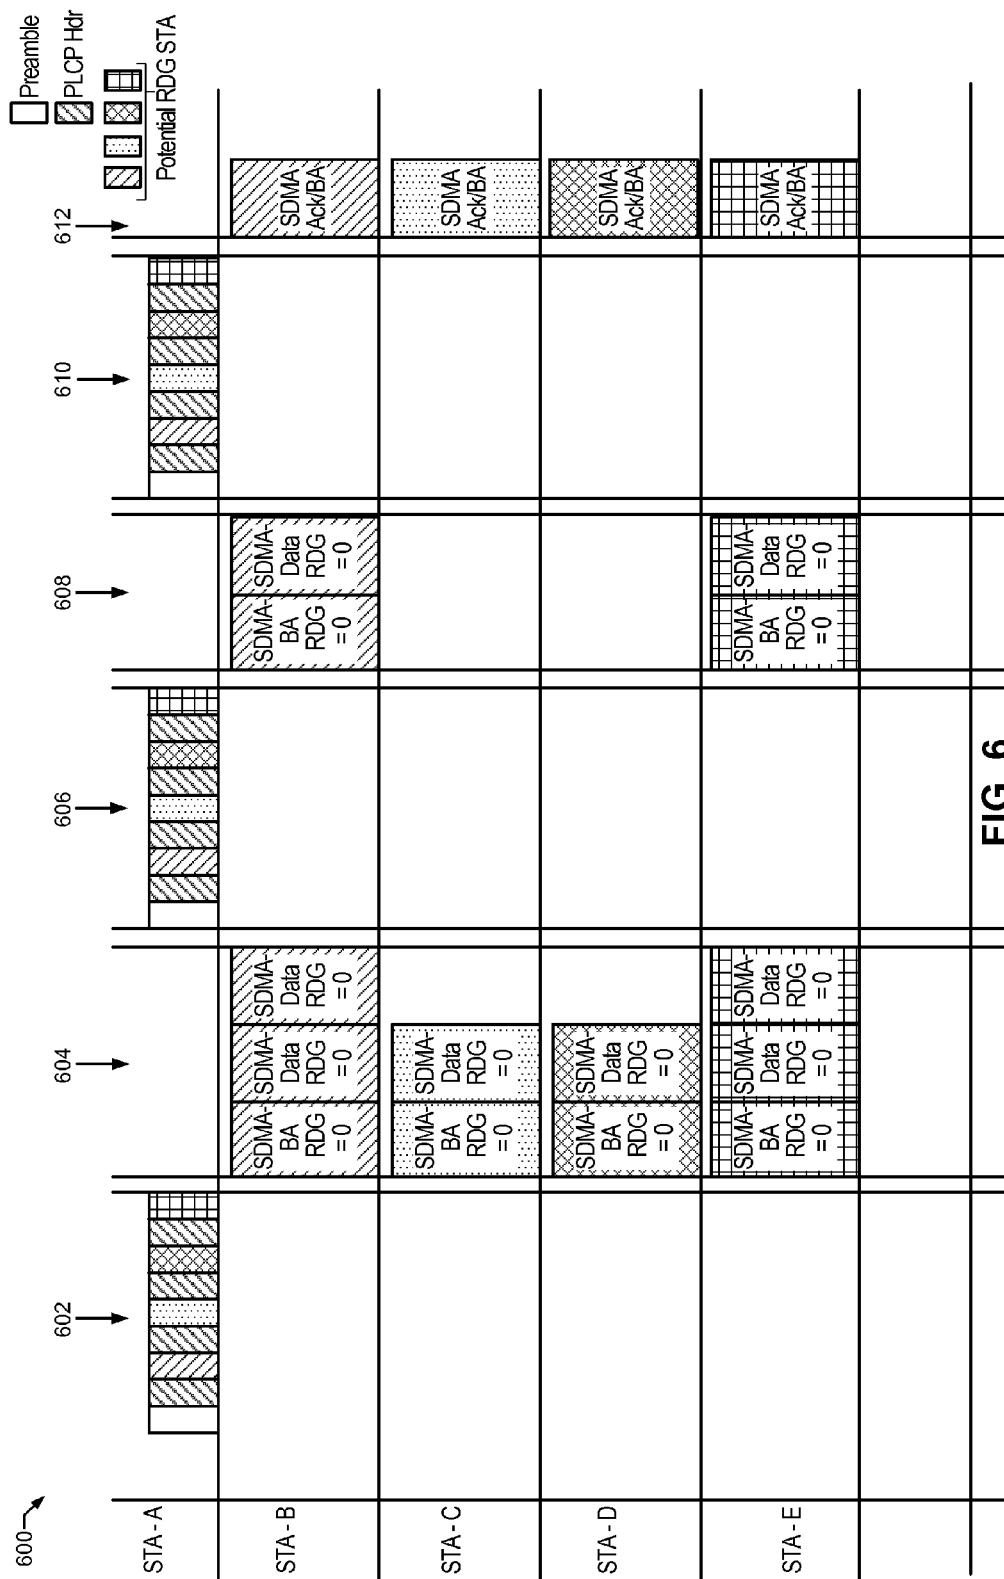 600
602
604
606
608
610
612
Preamble
PLCP Hdr
Potential RDG STA
STA - A
STA - B
SDMA-
BA
RDG
= 0
SDMA-
Data
RDG
= 0
SDMA-
Data
RDG
= 0
SDMA-
BA
RDG
= 0
SDMA-
Data
RDG
= 0
SDMA
Ack/BA
STA - C
SDMA-
BA
RDG
= 0
SDMA-
Data
RDG
= 0
SDMA
Ack/BA
STA - D
SDMA-
BA
RDG
= 0
SDMA-
Data
RDG
= 0
SDMA
Ack/BA
STA - E
SDMA-
BA
RDG
= 0
SDMA-
Data
RDG
= 0
SDMA-
Data
RDG
= 0
SDMA-
BA
RDG
= 0
SDMA-
Data
RDG
= 0
SDMA
Ack/BA
FIG. 6